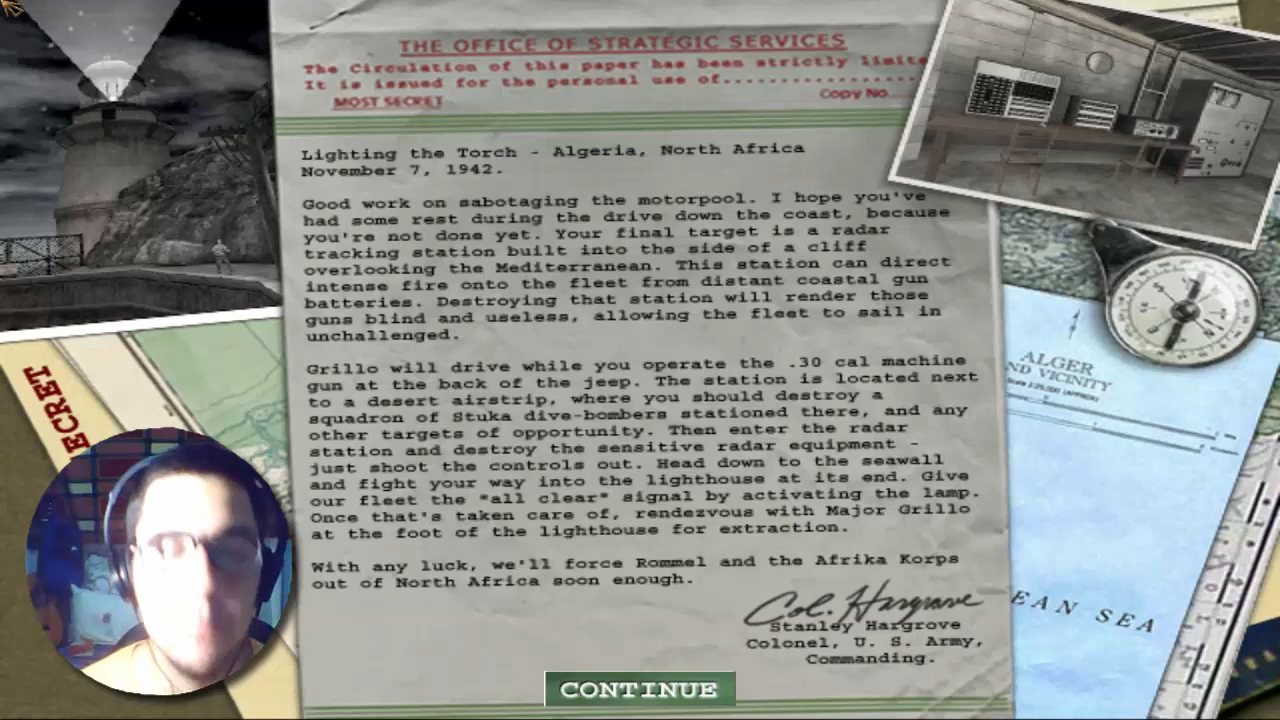 THE OFFICE OF STRATEGIC SERVICES
The Circulation of this paper has been strictly limite
It is issued for the personal use of..................
MOST SECRET
Copy No...
Lighting the Torch - Algeria, North Africa
November 7, 1942.
Good work on sabotaging the motorpool. I hope you've
had some rest during the drive down the coast, because
you're not done yet. Your final target is a radar
tracking station built into the side of a cliff
overlooking the Mediterranean. This station can direct
intense fire onto the fleet from distant coastal gun
batteries. Destroying that station will render those
guns blind and useless, allowing the fleet to sail in
unchallenged.
Grillo will drive while you operate the .30 cal machine
gun at the back of the jeep. The station is located next
to a desert airstrip, where you should destroy a
squadron of Stuka dive-bombers stationed there, and any
other targets of opportunity. Then enter the radar
station and destroy the sensitive radar equipment -
just shoot the controls out. Head down to the seawall
and fight your way into the lighthouse at its end. Give
our fleet the "all clear" signal by activating the lamp.
Once that's taken care of, rendezvous with Major Grillo
at the foot of the lighthouse for extraction.
With any luck, we'll force Rommel and the Afrika Korps
out of North Africa soon enough.
Col. Hargrove
Stanley Hargrove
Colonel, U. S. Army,
Commanding.
CONTINUE
ECRET
ALGER
ND VICINITY
EAN SEA